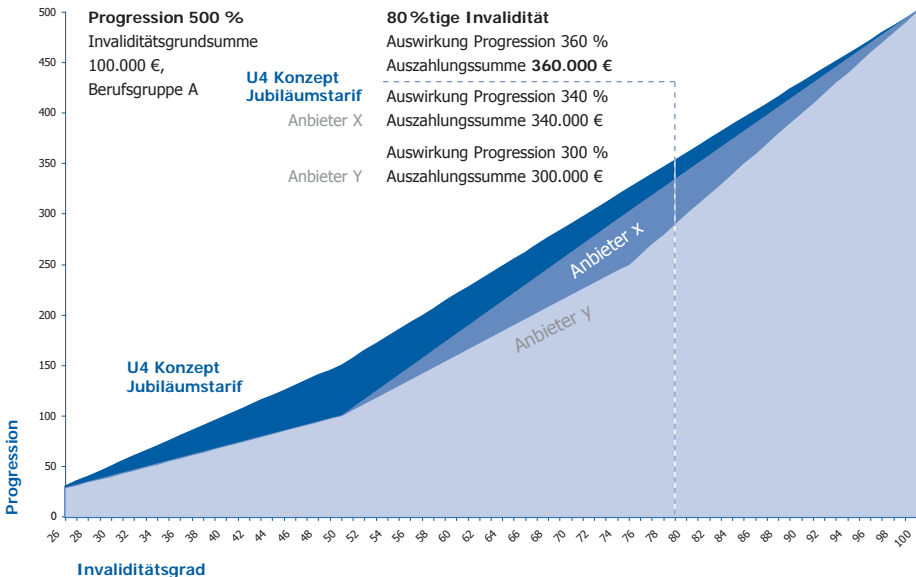 Progression 500 %
Invaliditätsgrundsumme
100.000 €,
Berufsgruppe A
80%tige Invalidität
Auswirkung Progression 360 %
Auszahlungssumme 360.000 €
U4 Konzept
Jubiläumstarif
Auswirkung Progression 340 %
Anbieter X Auszahlungssumme 340.000 €
Auswirkung Progression 300 %
Anbieter Y Auszahlungssumme 300.000 €
500
450
400
350
300
250
200
150
100
50
0
Anbieter x
Anbieter y
U4 Konzept
Jubiläumstarif
Progression
26 28 30 32 34 36 38 40 42 44 46 48 50 52 54 56 58 60 62 64 66 68 70 72 74 76 78 80 82 84 86 88 90 92 94 96 98 100
Invaliditätsgrad